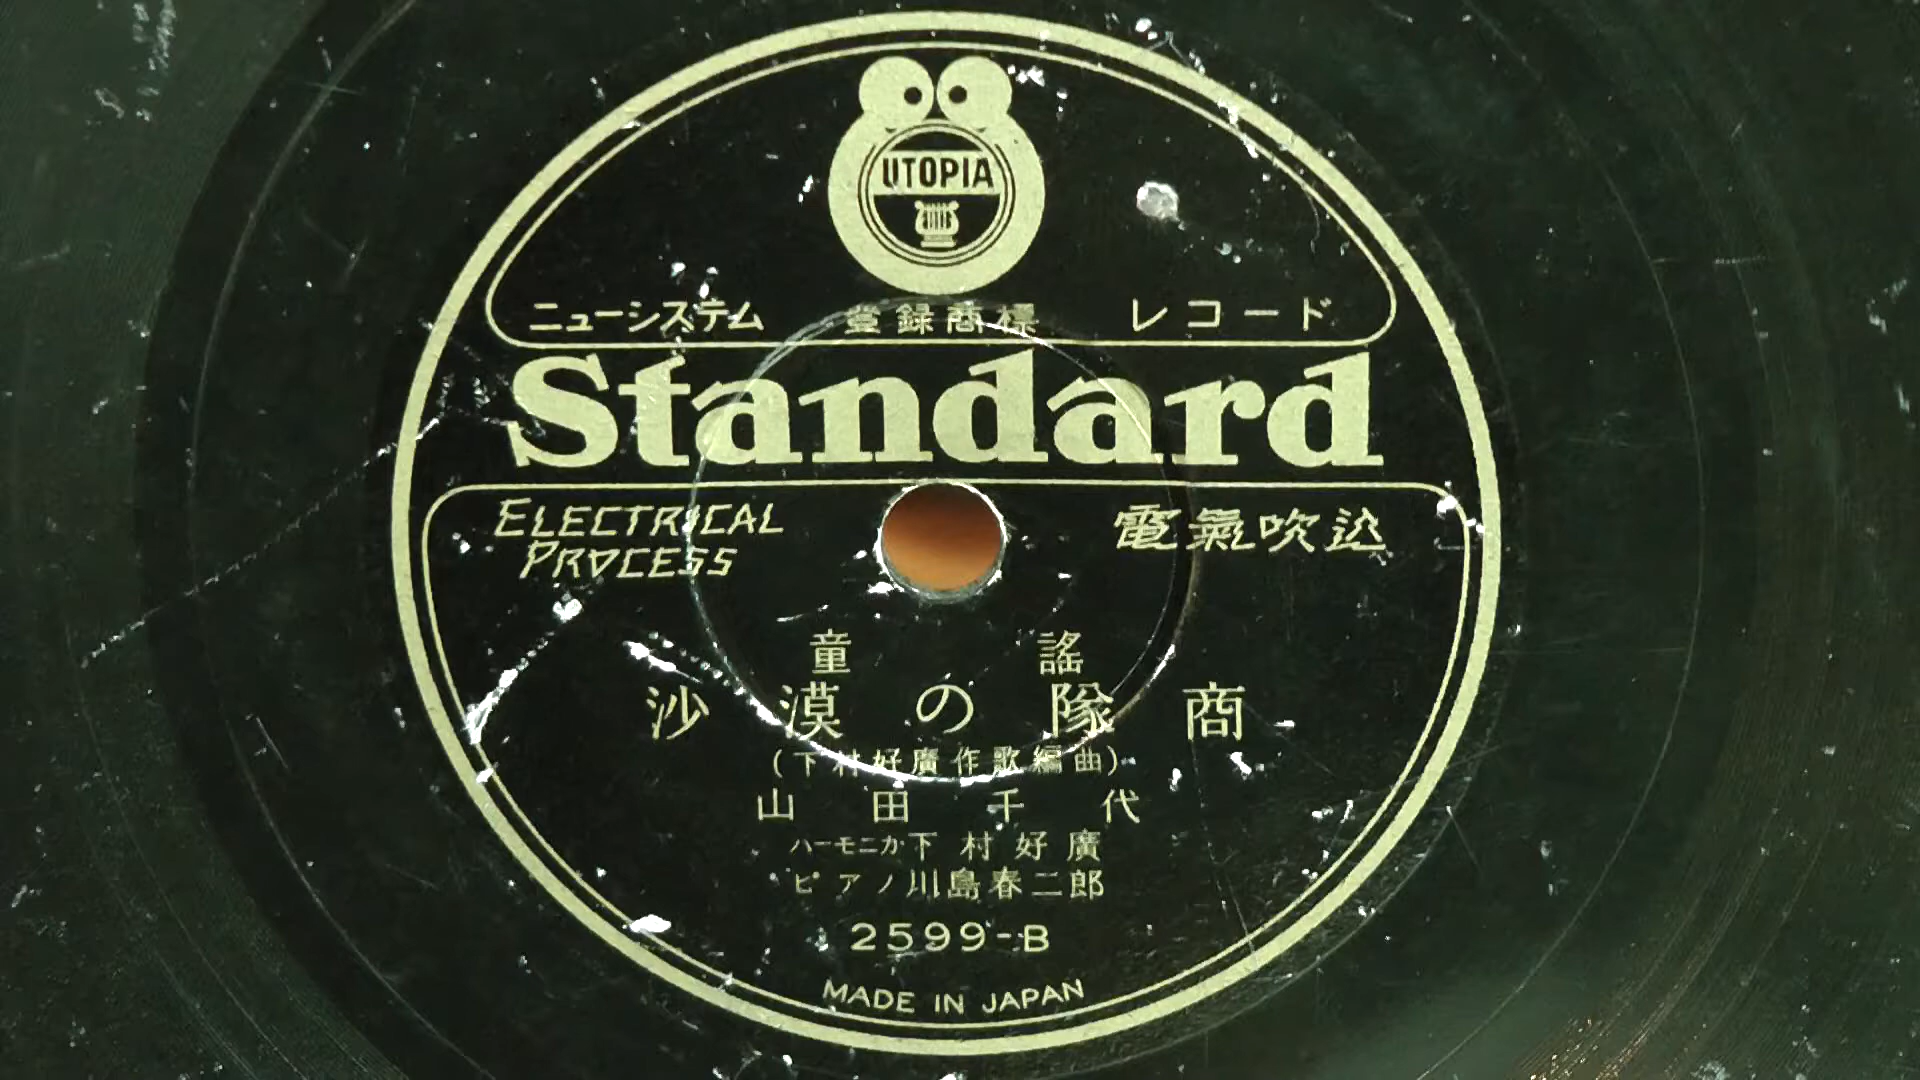 UTOPIA
ニューシステム 登録商標 レコード
Standard
ELECTRICAL PROCESS
電氣吹込
童謠
沙漠の隊商
(下村好廣作歌編曲)
山田千代
ハーモニカ下村好廣
ピアノ川島春二郎
2599-B
MADE IN JAPAN